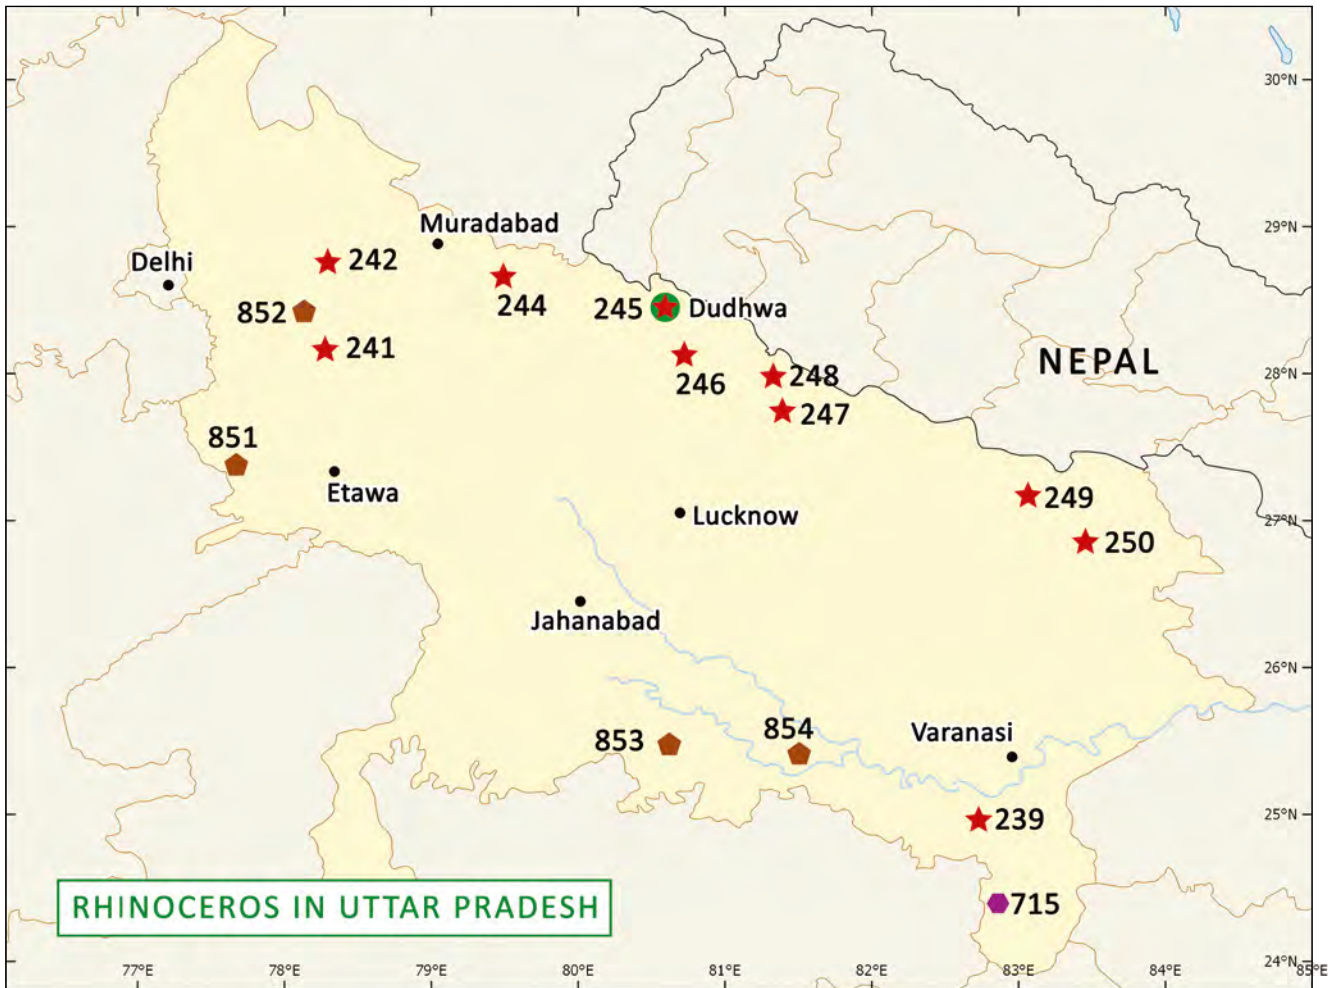 30°N
29°N
Muradabad
Delhi
242
244
852
245
Dudhwa
241
246
248
28°N
NEPAL
247
851
Etawa
249
Lucknow
27°N
250
Jahanabad
26°N
853
854
Varanasi
239
25°N
RHINOCEROS IN UTTAR PRADESH
715
24°N
77°E
78°E
79°E
80°E
81°E
82°E
83°E
84°E
85°E